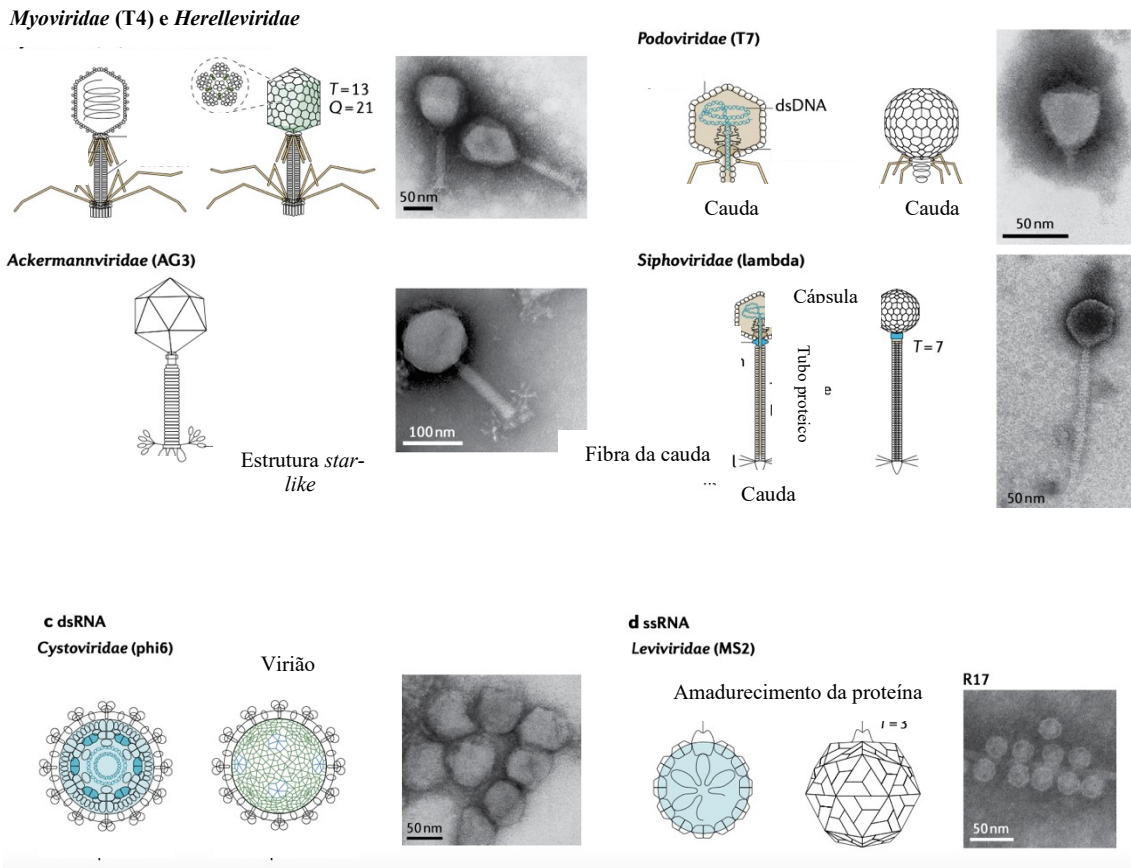 Myoviridae (T4) e Herelleviridae
T=13
Q=21
50 nm
Podoviridae (T7)
dsDNA
Cauda
Cauda
50 nm
Ackermannviridae (AG3)
100 nm
Estrutura star-
like
Siphoviridae (lambda)
Cápsula
T=7
Tubo proteico
e
Fibra da cauda
Cauda
50 nm
c dsRNA
Cystoviridae (phi6)
Virião
50 nm
d ssRNA
Leviviridae (MS2)
Amadurecimento da proteína
R17
50 nm